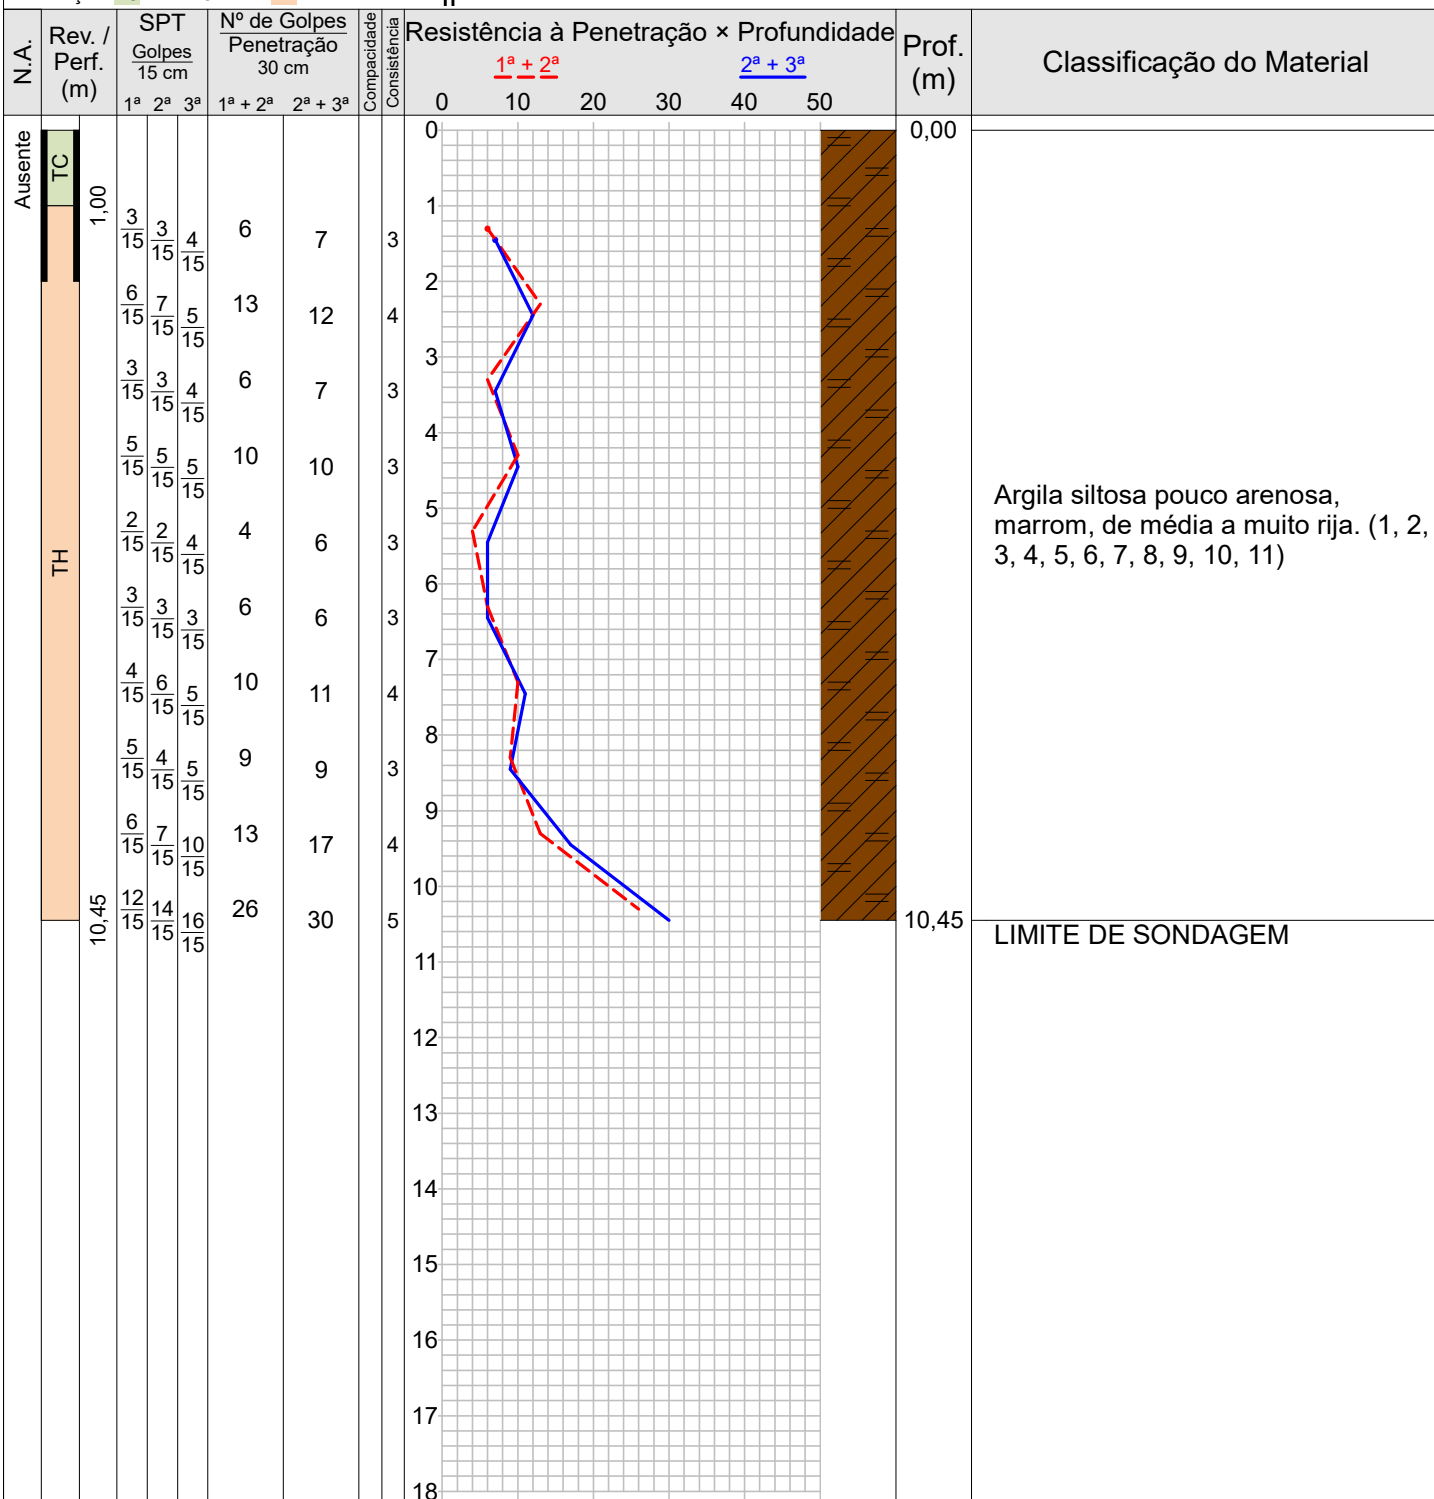 N.A.
Rev. /
Perf.
(m)
SPT
Golpes
15 cm
1ª 2ª 3ª
Nº de Golpes
Penetração
30 cm
1ª + 2ª 2ª + 3ª
Compacidade
Consistência
Resistência à Penetração × Profundidade
1ª + 2ª 2ª + 3ª
0 10 20 30 40 50
Prof.
(m)
Classificação do Material
Ausente
TC
1,00
TH
10,45
0
1
3/15 3/15 4/15 6 7 3
2
6/15 7/15 5/15 13 12 4
3
3/15 3/15 4/15 6 7 3
4
5/15 5/15 5/15 10 10 3
5
2/15 2/15 4/15 4 6 3
6
3/15 3/15 3/15 6 6 3
7
4/15 6/15 5/15 10 11 4
8
5/15 4/15 5/15 9 9 3
9
6/15 7/15 10/15 13 17 4
10
12/15 14/15 16/15 26 30 5
11
12
13
14
15
16
17
18
0,00
Argila siltosa pouco arenosa,
marrom, de média a muito rija. (1, 2,
3, 4, 5, 6, 7, 8, 9, 10, 11)
10,45
LIMITE DE SONDAGEM